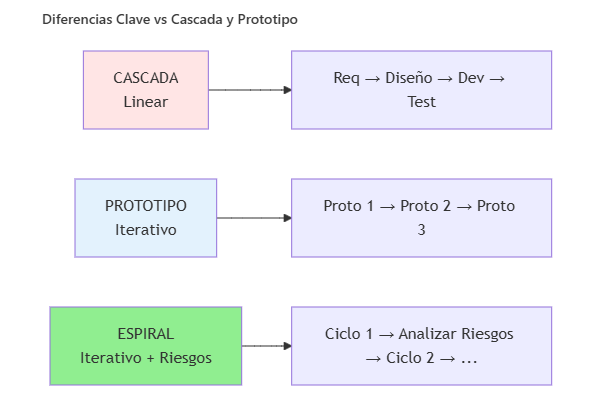 Diferencias Clave vs Cascada y Prototipo
CASCADA
Linear
Req → Diseño → Dev →
Test
PROTOTIPO
Iterativo
Proto 1 → Proto 2 → Proto
3
ESPIRAL
Iterativo + Riesgos
Ciclo 1 → Analizar Riesgos
→ Ciclo 2 → ...